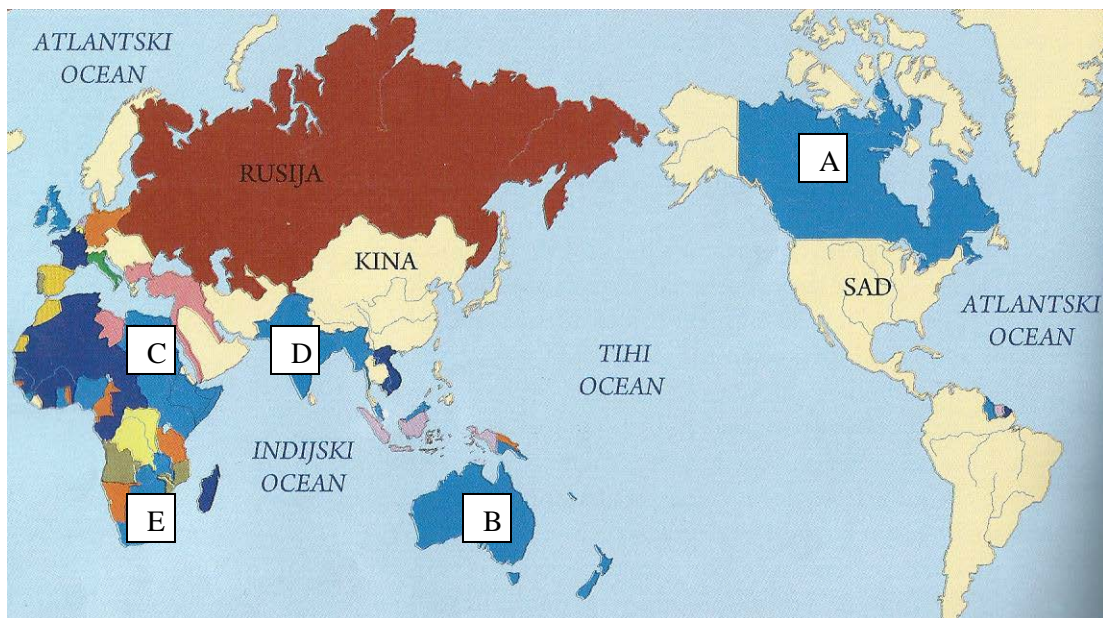 ATLANTSKI
OCEAN
RUSIJA
A
KINA
SAD
ATLANTSKI
OCEAN
C
D
TIHI
OCEAN
INDIJSKI
OCEAN
E
B